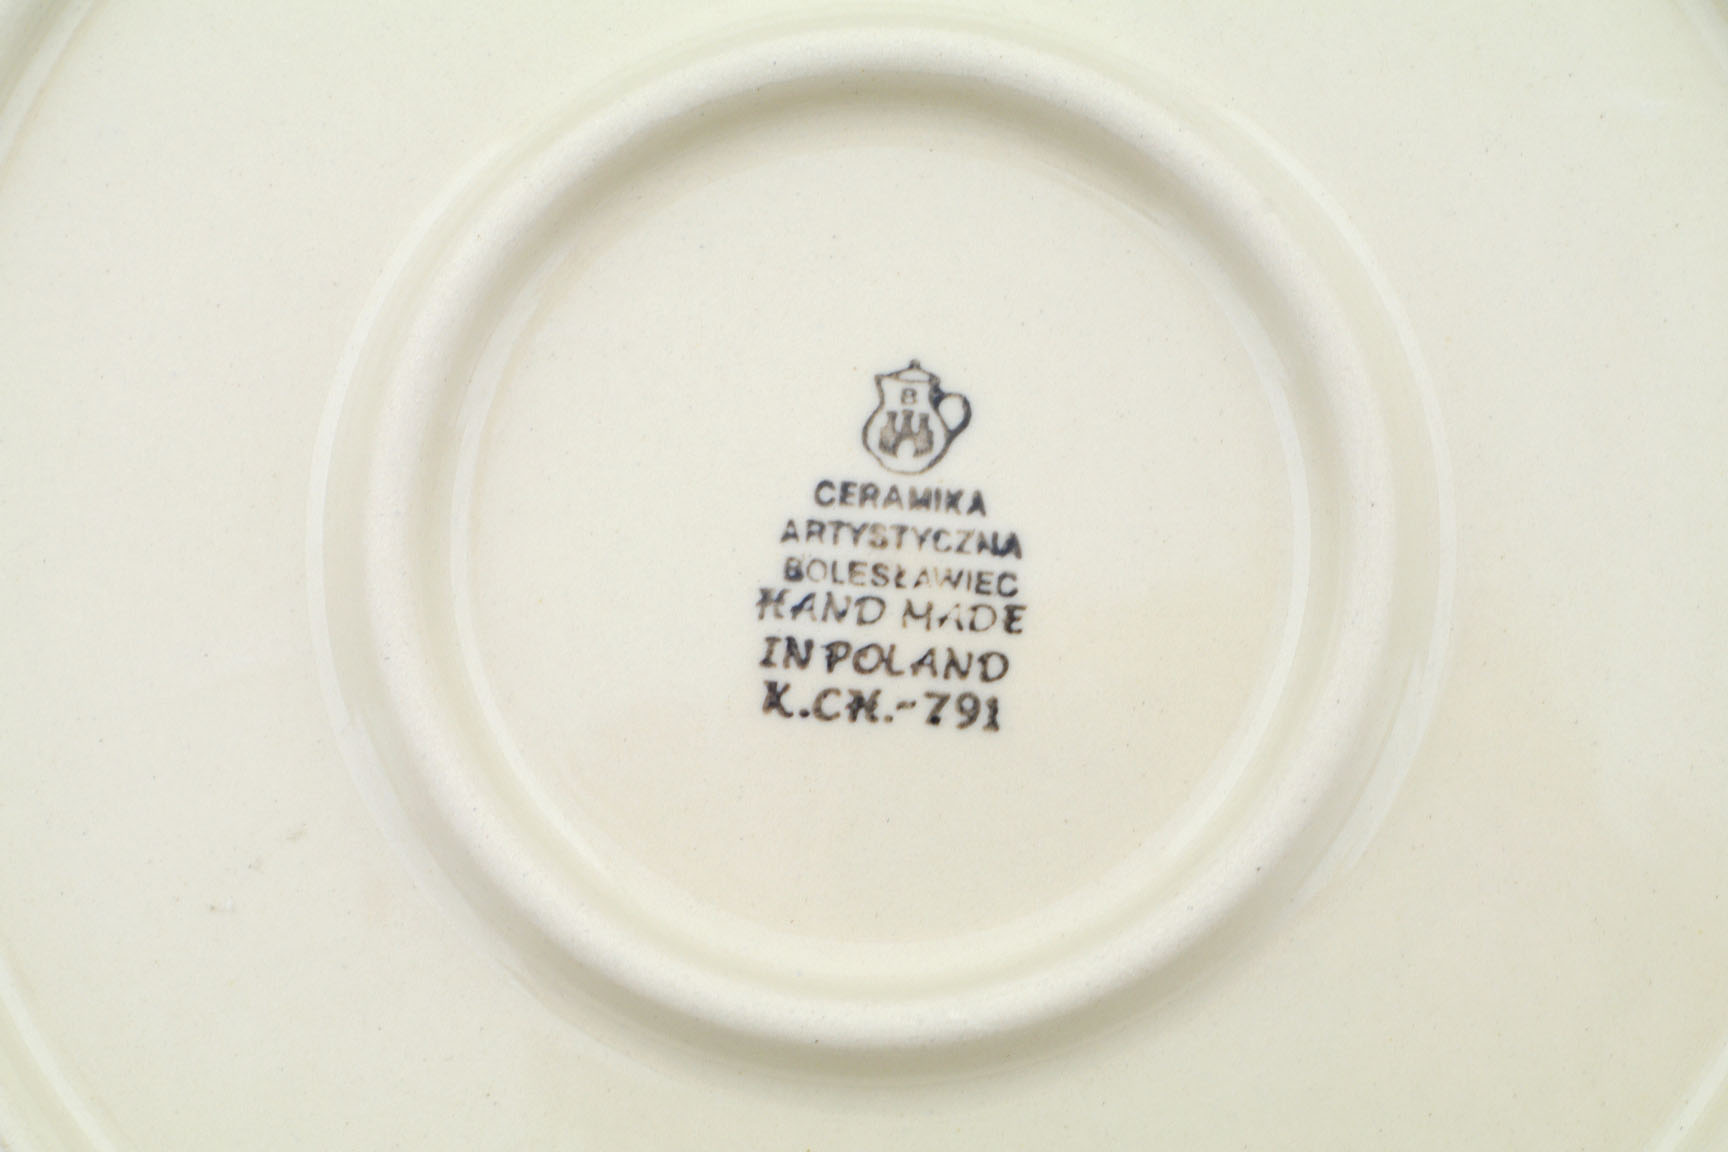 B
CERAMIKA
ARTYSTYCZNA
BOLESŁAWIEC
HAND MADE
IN POLAND
K.CH.-791